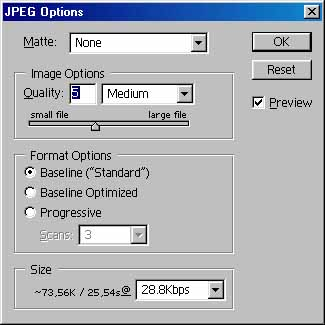 JPEG Options
Matte: None
OK
Reset
Preview
Image Options
Quality: 5 Medium
small file large file
Format Options
Baseline ("Standard")
Baseline Optimized
Progressive
Scans: 3
Size
~73,56K / 25,54s@ 28.8Kbps